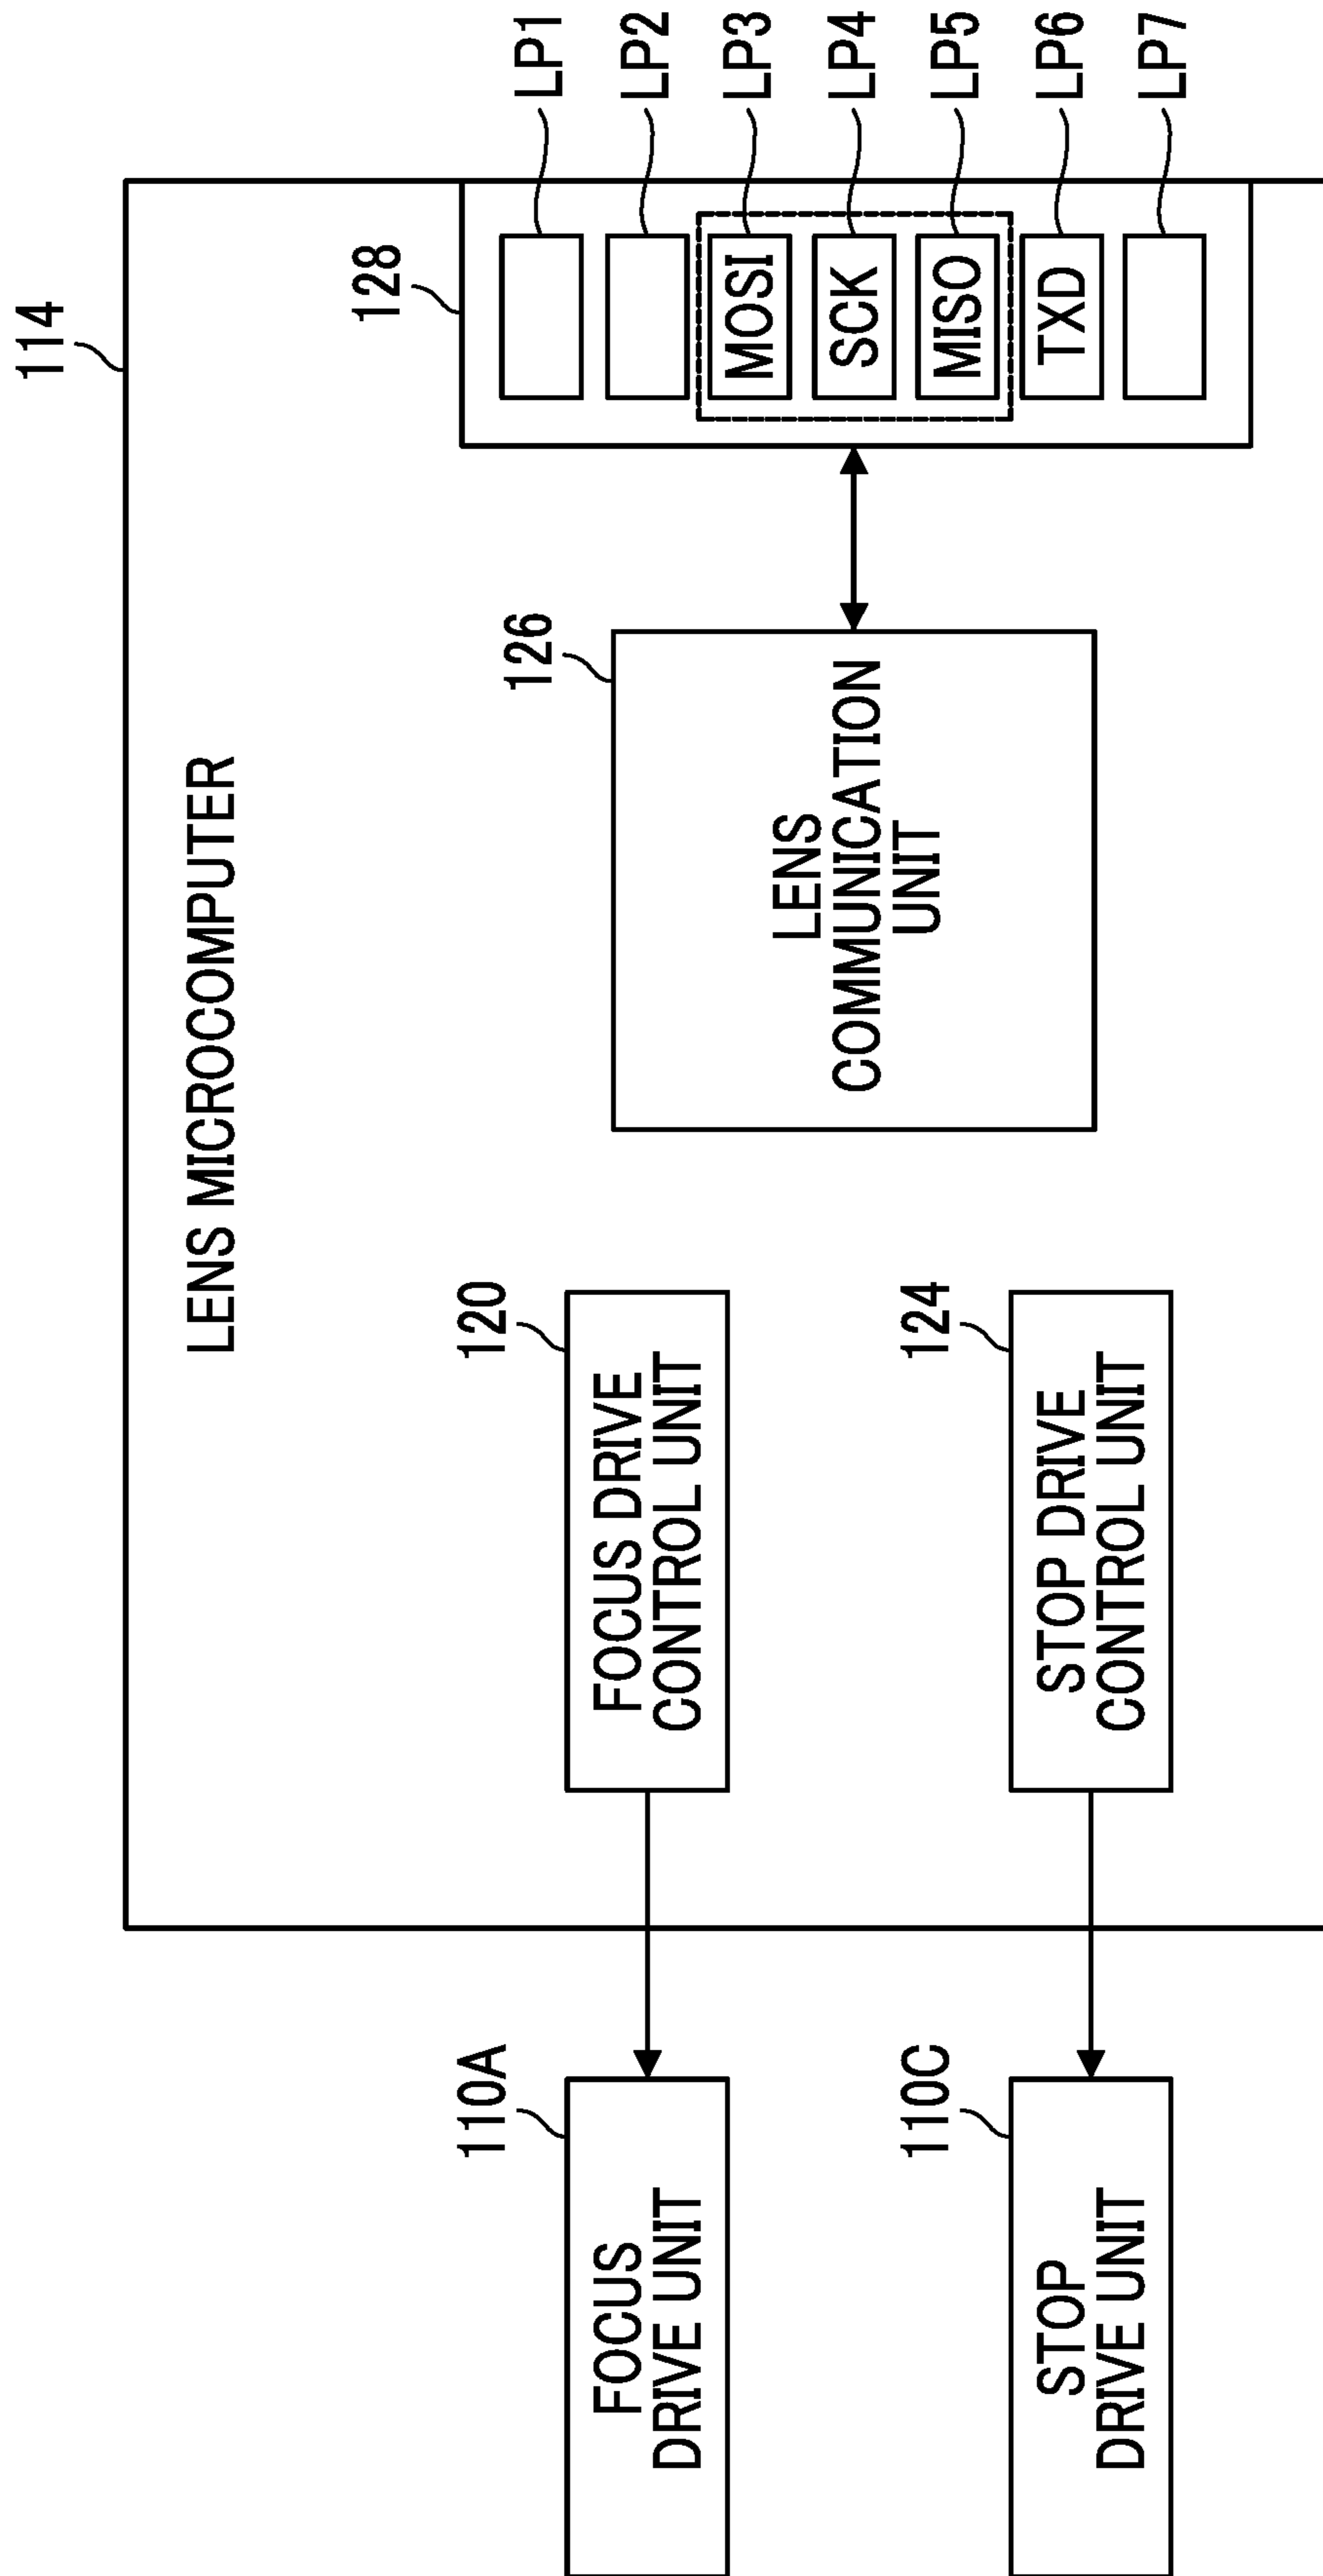 114
LENS MICROCOMPUTER
128
LP1
LP2
MOSI
LP3
SCK
LP4
MISO
LP5
TXD
LP6
LP7
126
LENS
COMMUNICATION
UNIT
120
FOCUS DRIVE
CONTROL UNIT
124
STOP DRIVE
CONTROL UNIT
110A
FOCUS
DRIVE UNIT
110C
STOP
DRIVE UNIT